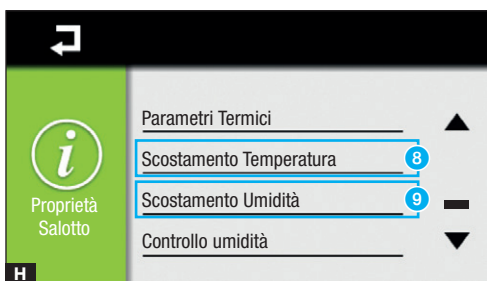 Parametri Termici
Scostamento Temperatura 8
Scostamento Umidità 9
Controllo umidità
i
Proprietà
Salotto
H